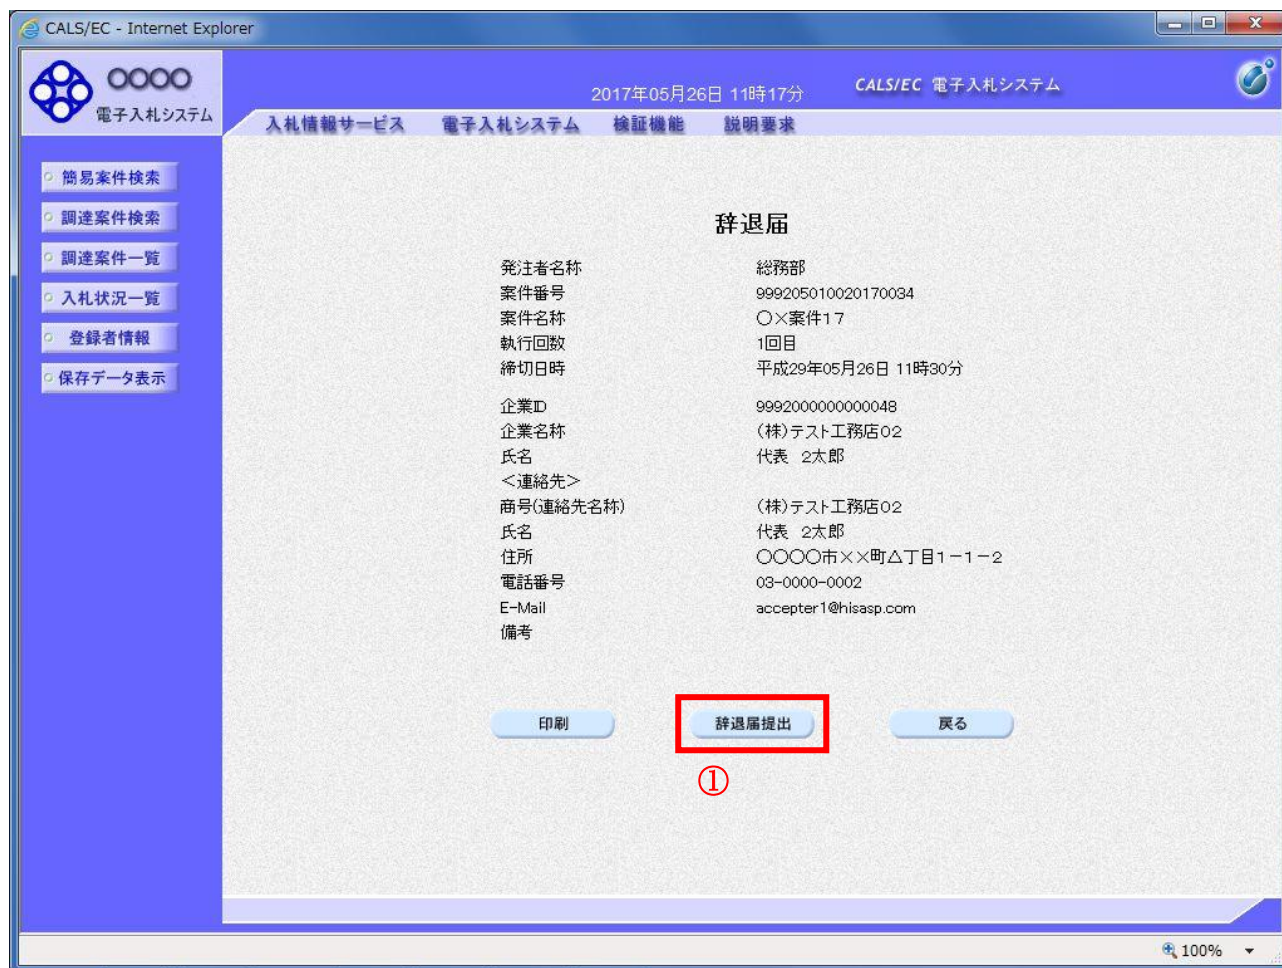 CALS/EC - Internet Explorer
○○○○
電子入札システム
2017年05月26日 11時17分
CALS/EC 電子入札システム
入札情報サービス 電子入札システム 検証機能 説明要求
簡易案件検索
調達案件検索
調達案件一覧
入札状況一覧
登録者情報
保存データ表示
辞退届
発注者名称 総務部
案件番号 999205010020170034
案件名称 ○×案件17
執行回数 1回目
締切日時 平成29年05月26日 11時30分
企業ID 9992000000000048
企業名称 (株)テスト工務店02
氏名 代表 2太郎
<連絡先>
商号(連絡先名称) (株)テスト工務店02
氏名 代表 2太郎
住所 ○○○○市××町△丁目1-1-2
電話番号 03-0000-0002
E-Mail accepter1@hisasp.com
備考
印刷 辞退届提出 戻る
①
100%